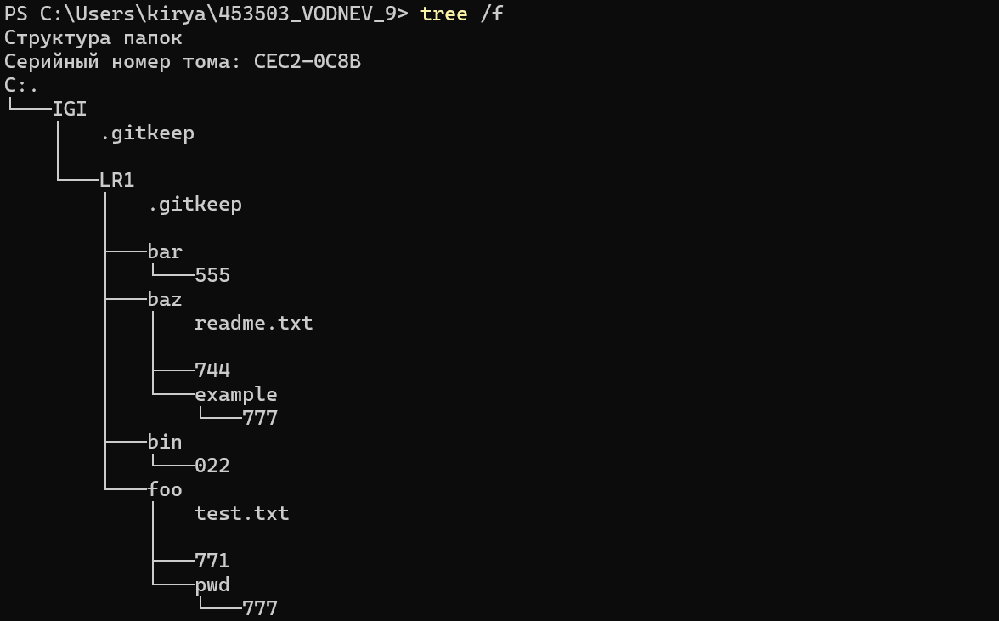 PS C:\Users\kirya\453503_VODNEV_9> tree /f
Структура папок
Серийный номер тома: CEC2-0C8B
C:.
└───IGI
    │   .gitkeep
    │
    └───LR1
        │   .gitkeep
        │
        ├───bar
        │   └───555
        ├───baz
        │   │   readme.txt
        │   │
        │   ├───744
        │   └───example
        │       └───777
        ├───bin
        │   └───022
        └───foo
            │   test.txt
            │
            ├───771
            └───pwd
                └───777